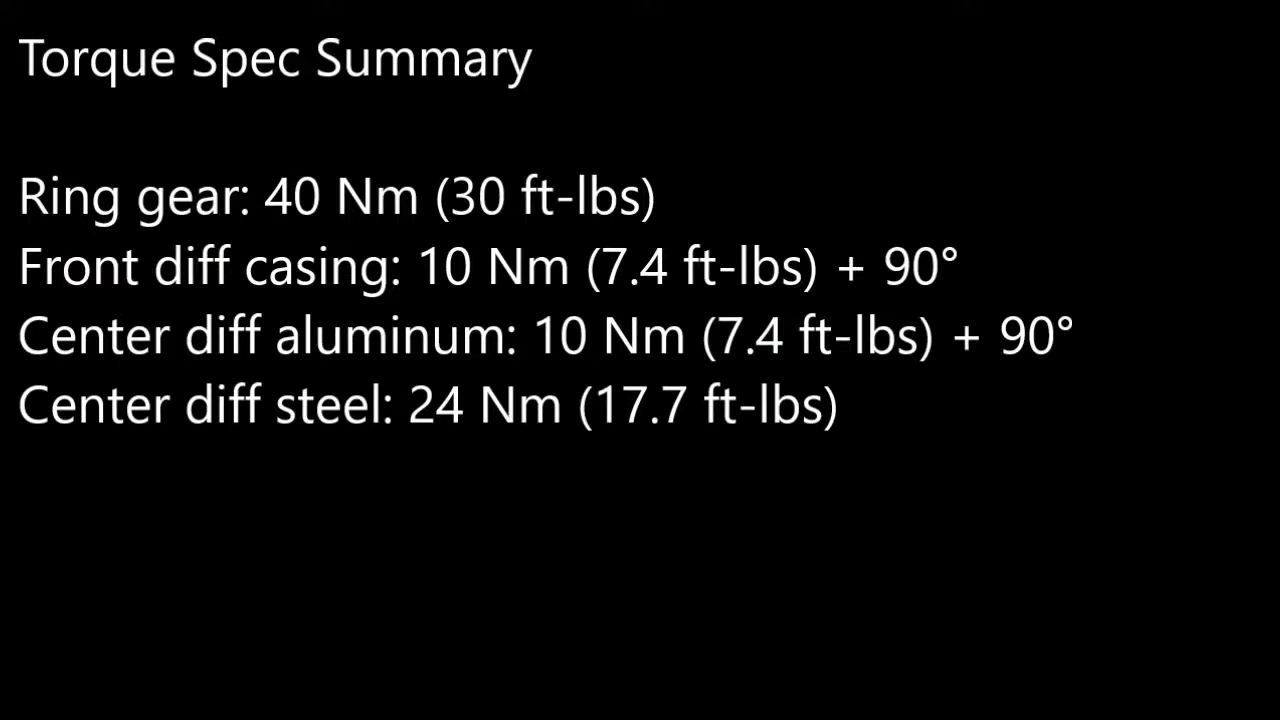 Torque Spec Summary
Ring gear: 40 Nm (30 ft-lbs)
Front diff casing: 10 Nm (7.4 ft-lbs) + 90°
Center diff aluminum: 10 Nm (7.4 ft-lbs) + 90°
Center diff steel: 24 Nm (17.7 ft-lbs)